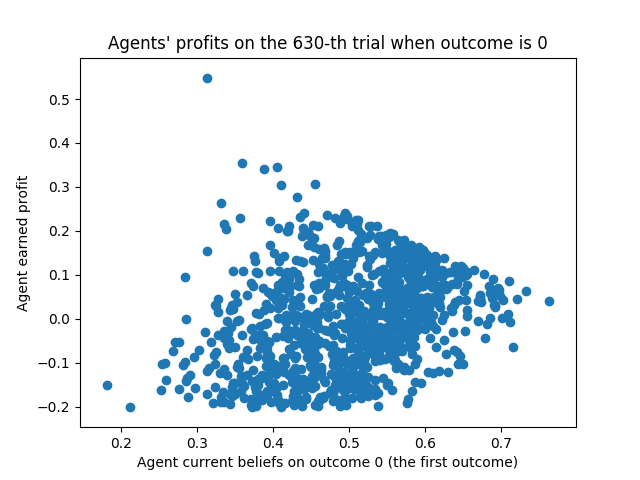 Agents' profits on the 630-th trial when outcome is 0
Agent earned profit
0.5
0.4
0.3
0.2
0.1
0.0
−0.1
−0.2
0.2 0.3 0.4 0.5 0.6 0.7
Agent current beliefs on outcome 0 (the first outcome)